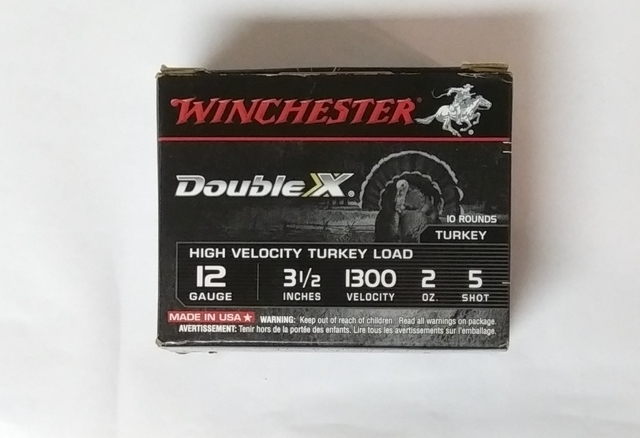 WINCHESTER®
Double X®
10 ROUNDS
TURKEY
HIGH VELOCITY TURKEY LOAD
12 3 1/2 1300 2 5
GAUGE INCHES VELOCITY OZ. SHOT
MADE IN USA ★ WARNING: Keep out of reach of children. Read all warnings on package.
AVERTISSEMENT: Tenir hors de la portée des enfants. Lire tous les avertissements sur l'emballage.